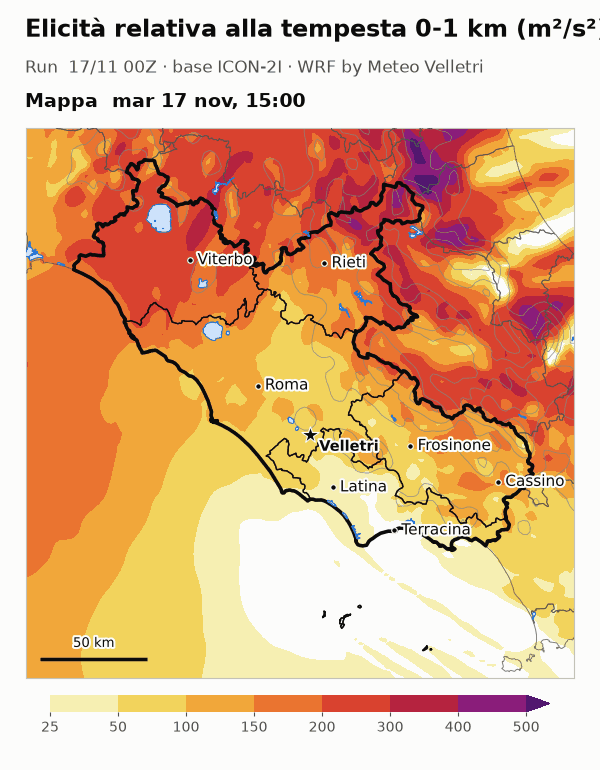 Elicità relativa alla tempesta 0-1 km (m²/s²)
Run 17/11 00Z · base ICON-2I · WRF by Meteo Velletri
Mappa mar 17 nov, 15:00
Viterbo
Rieti
Roma
Velletri
Frosinone
Latina
Cassino
Terracina
50 km
25 50 100 150 200 300 400 500